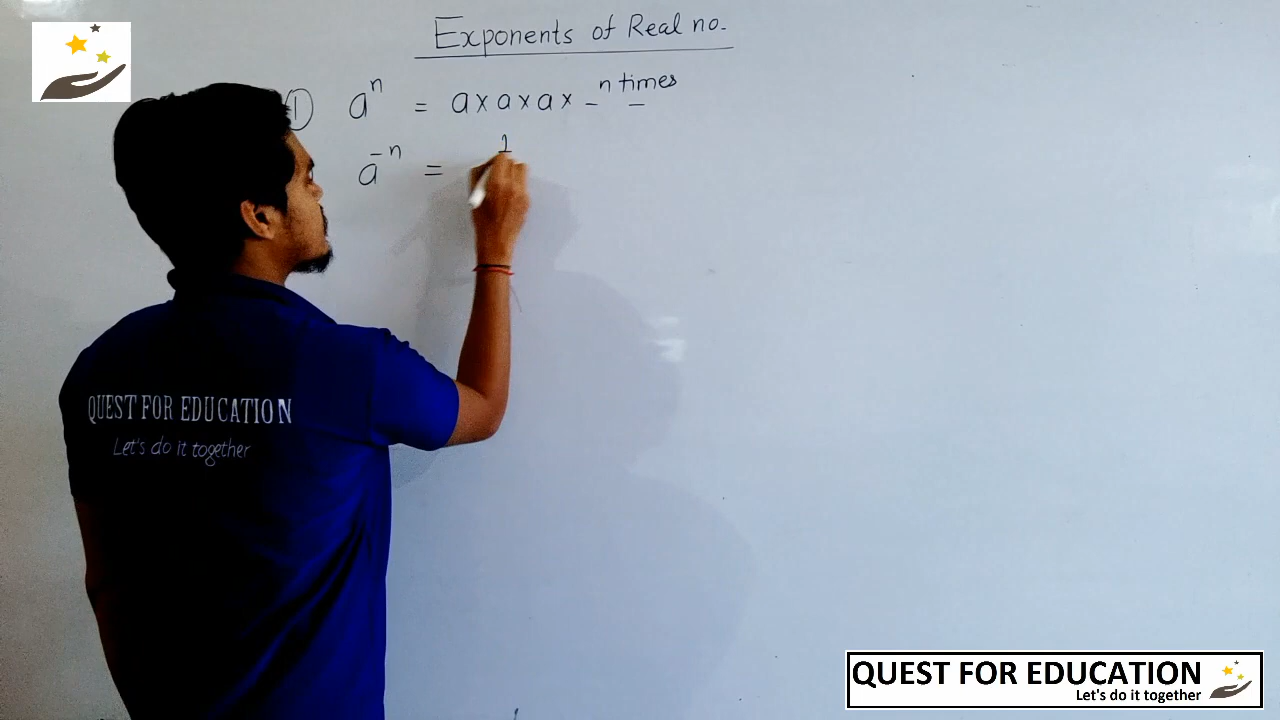 Exponents of Real no.
① aⁿ = a × a × a × _ n times _
a⁻ⁿ = 1
QUEST FOR EDUCATION
Let's do it together
QUEST FOR EDUCATION
Let's do it together